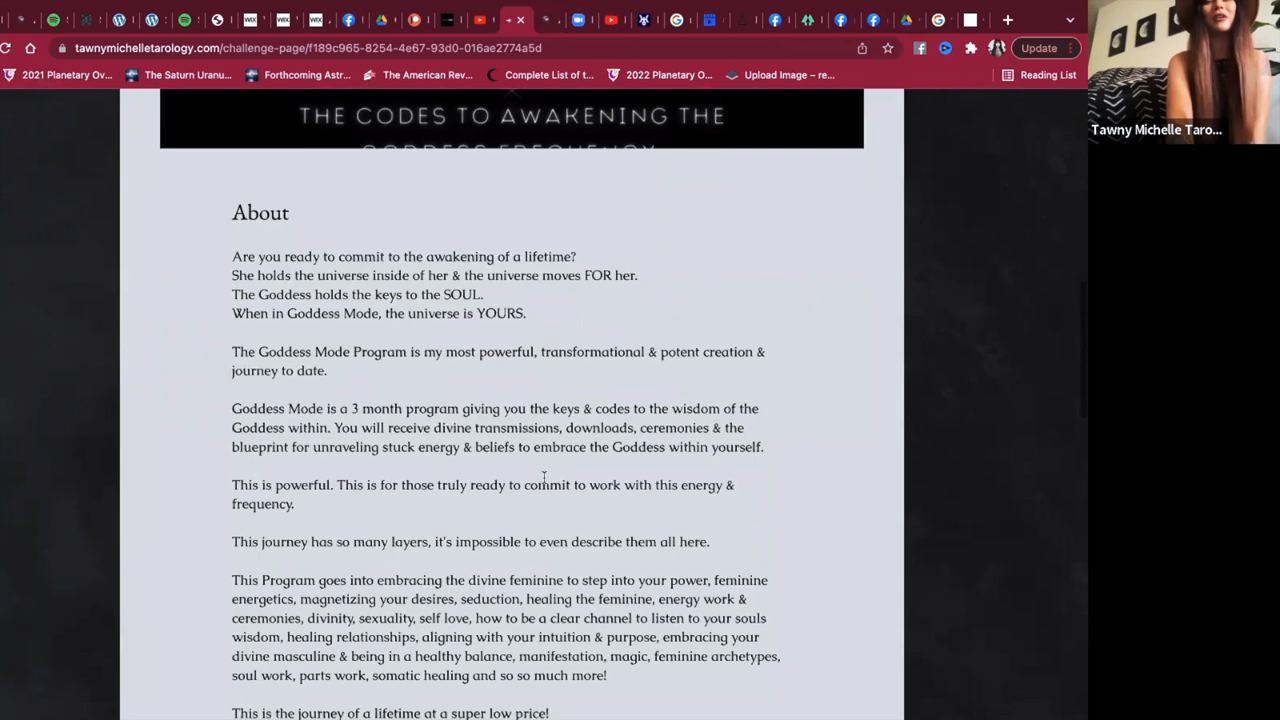 tawnymichelletarology.com/challenge-page/f189c965-8254-4e67-93d0-016ae2774a5d
Update
2021 Planetary Ov...
The Saturn Uranu...
Forthcoming Astr...
The American Rev...
Complete List of t...
2022 Planetary O...
Upload Image – re...
Reading List
Tawny Michelle Taro...
THE CODES TO AWAKENING THE
GODDESS FREQUENCY
About
Are you ready to commit to the awakening of a lifetime?
She holds the universe inside of her & the universe moves FOR her.
The Goddess holds the keys to the SOUL.
When in Goddess Mode, the universe is YOURS.
The Goddess Mode Program is my most powerful, transformational & potent creation &
journey to date.
Goddess Mode is a 3 month program giving you the keys & codes to the wisdom of the
Goddess within. You will receive divine transmissions, downloads, ceremonies & the
blueprint for unraveling stuck energy & beliefs to embrace the Goddess within yourself.
This is powerful. This is for those truly ready to commit to work with this energy &
frequency.
This journey has so many layers, it's impossible to even describe them all here.
This Program goes into embracing the divine feminine to step into your power, feminine
energetics, magnetizing your desires, seduction, healing the feminine, energy work &
ceremonies, divinity, sexuality, self love, how to be a clear channel to listen to your souls
wisdom, healing relationships, aligning with your intuition & purpose, embracing your
divine masculine & being in a healthy balance, manifestation, magic, feminine archetypes,
soul work, parts work, somatic healing and so so much more!
This is the journey of a lifetime at a super low price!